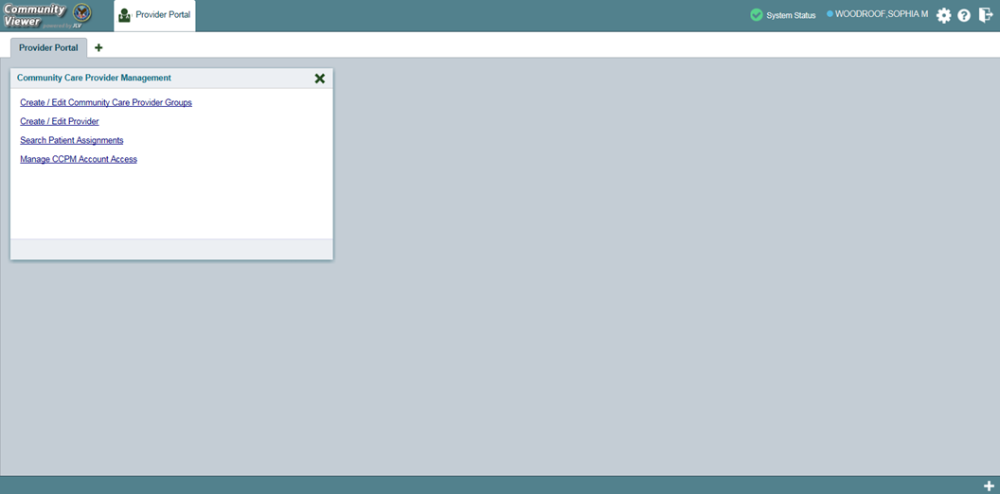 Community
Viewer
powered by JLV
Provider Portal
System Status
WOODROOF,SOPHIA M
Provider Portal
Community Care Provider Management
Create / Edit Community Care Provider Groups
Create / Edit Provider
Search Patient Assignments
Manage CCPM Account Access